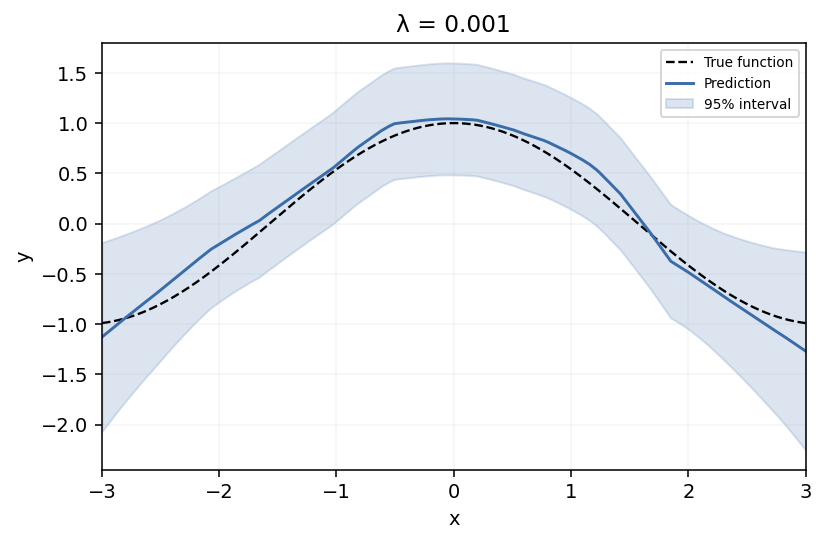 λ = 0.001
True function
Prediction
95% interval
1.5
1.0
0.5
0.0
−0.5
−1.0
−1.5
−2.0
y
−3 −2 −1 0 1 2 3
x